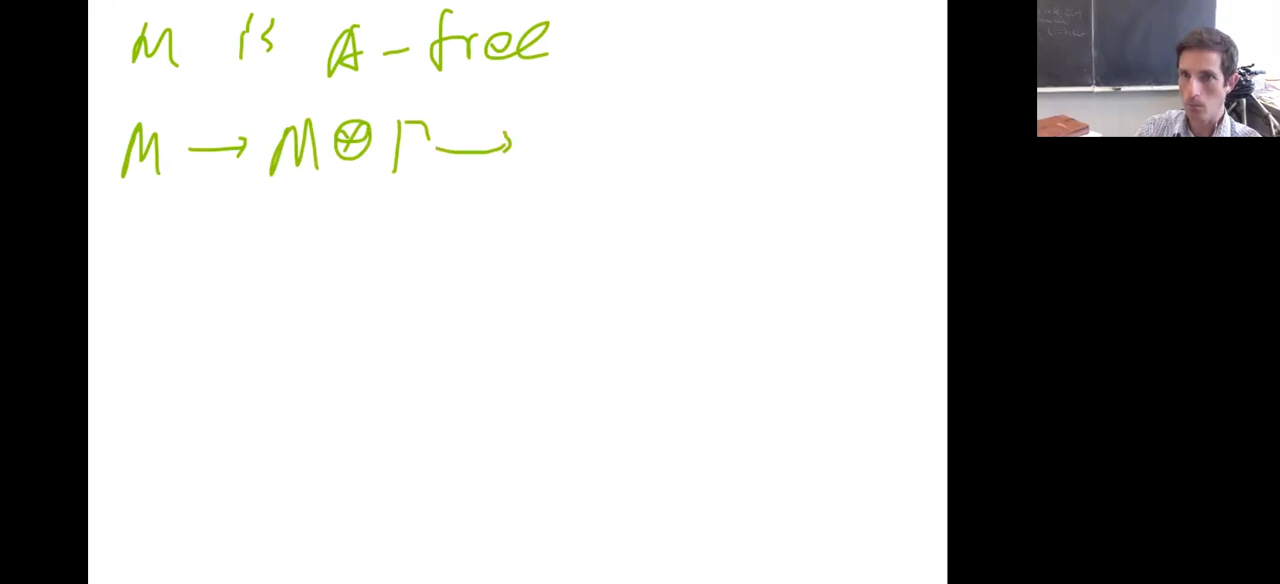 M is A - free
M → M ⊗ Γ →